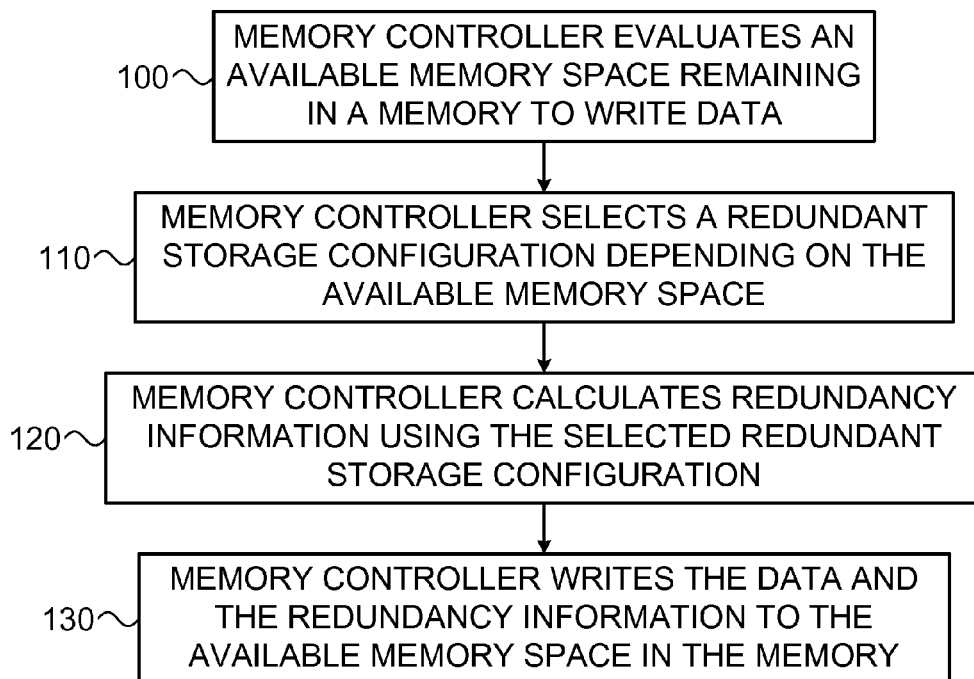 MEMORY CONTROLLER EVALUATES AN
100 AVAILABLE MEMORY SPACE REMAINING
IN A MEMORY TO WRITE DATA
MEMORY CONTROLLER SELECTS A REDUNDANT
110 STORAGE CONFIGURATION DEPENDING ON THE
AVAILABLE MEMORY SPACE
MEMORY CONTROLLER CALCULATES REDUNDANCY
120 INFORMATION USING THE SELECTED REDUNDANT
STORAGE CONFIGURATION
MEMORY CONTROLLER WRITES THE DATA AND
130 THE REDUNDANCY INFORMATION TO THE
AVAILABLE MEMORY SPACE IN THE MEMORY